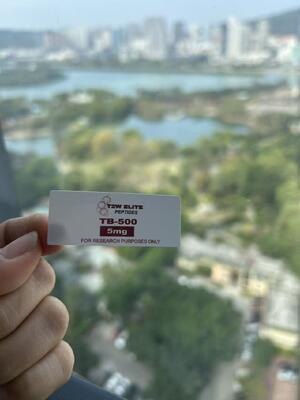 T2W ELITE
PEPTIDES
TB-500
5mg
FOR RESEARCH PURPOSES ONLY